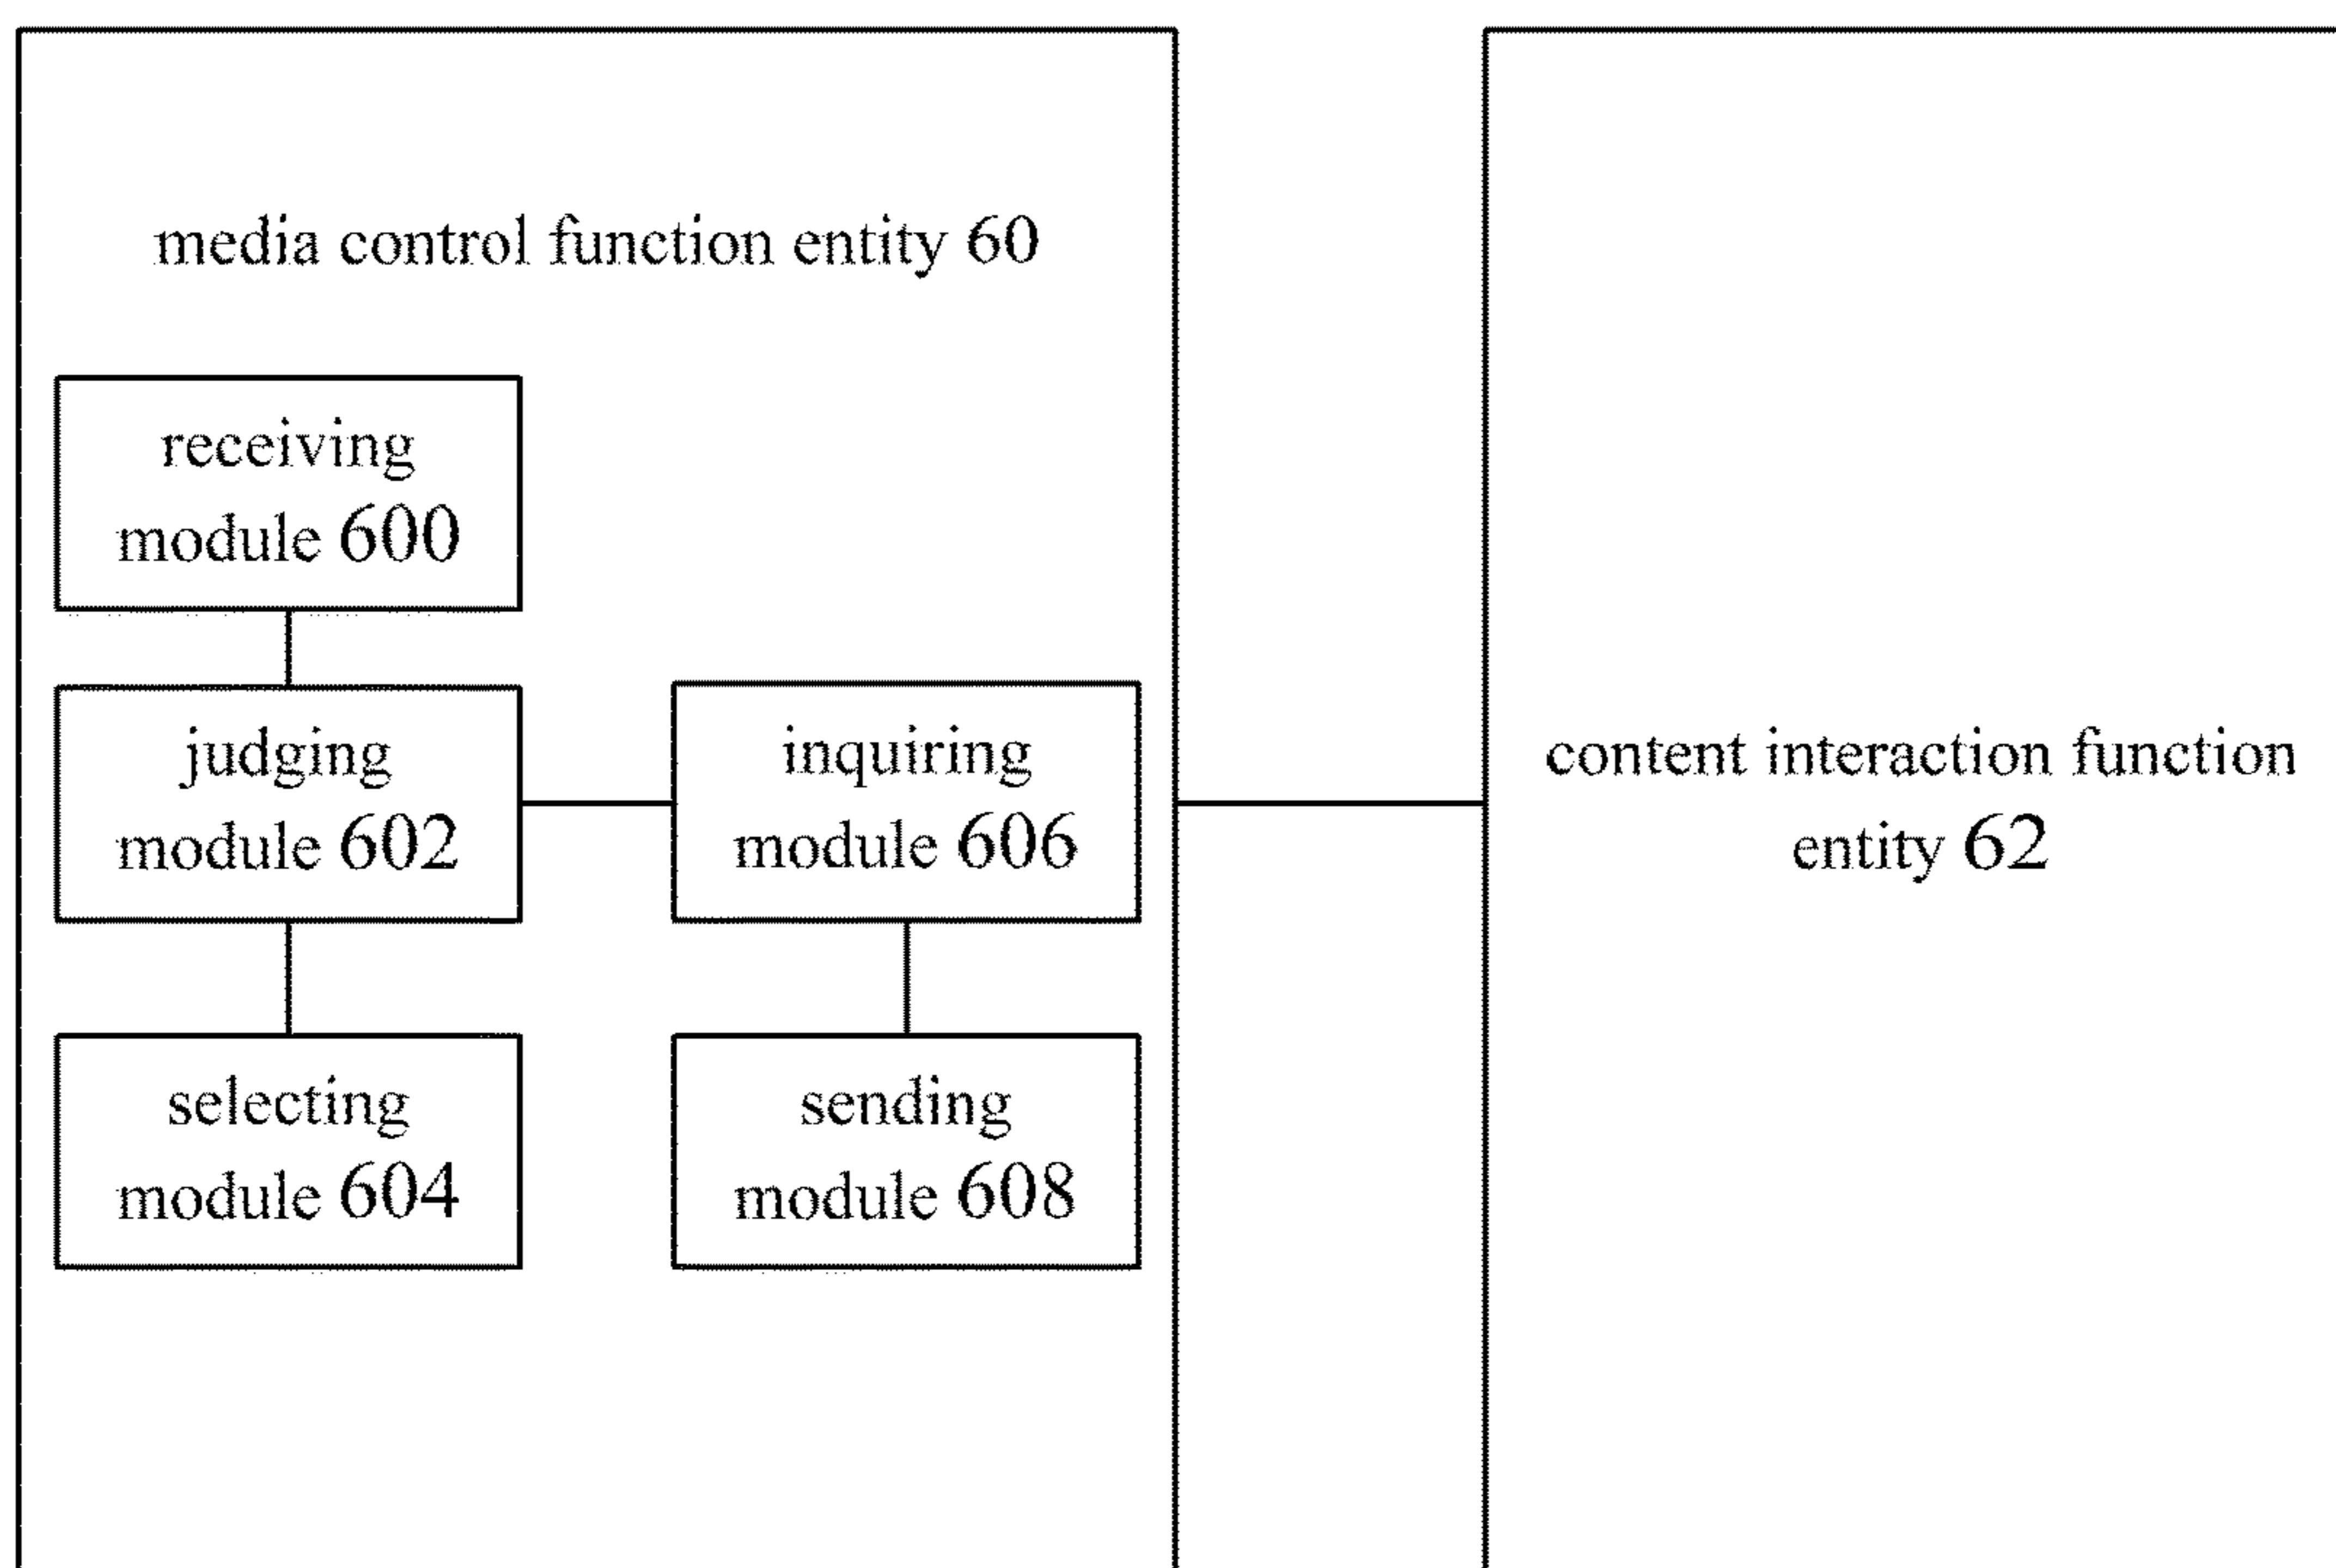 media control function entity 60
receiving
module 600
judging
module 602
inquiring
module 606
content interaction function
entity 62
selecting
module 604
sending
module 608